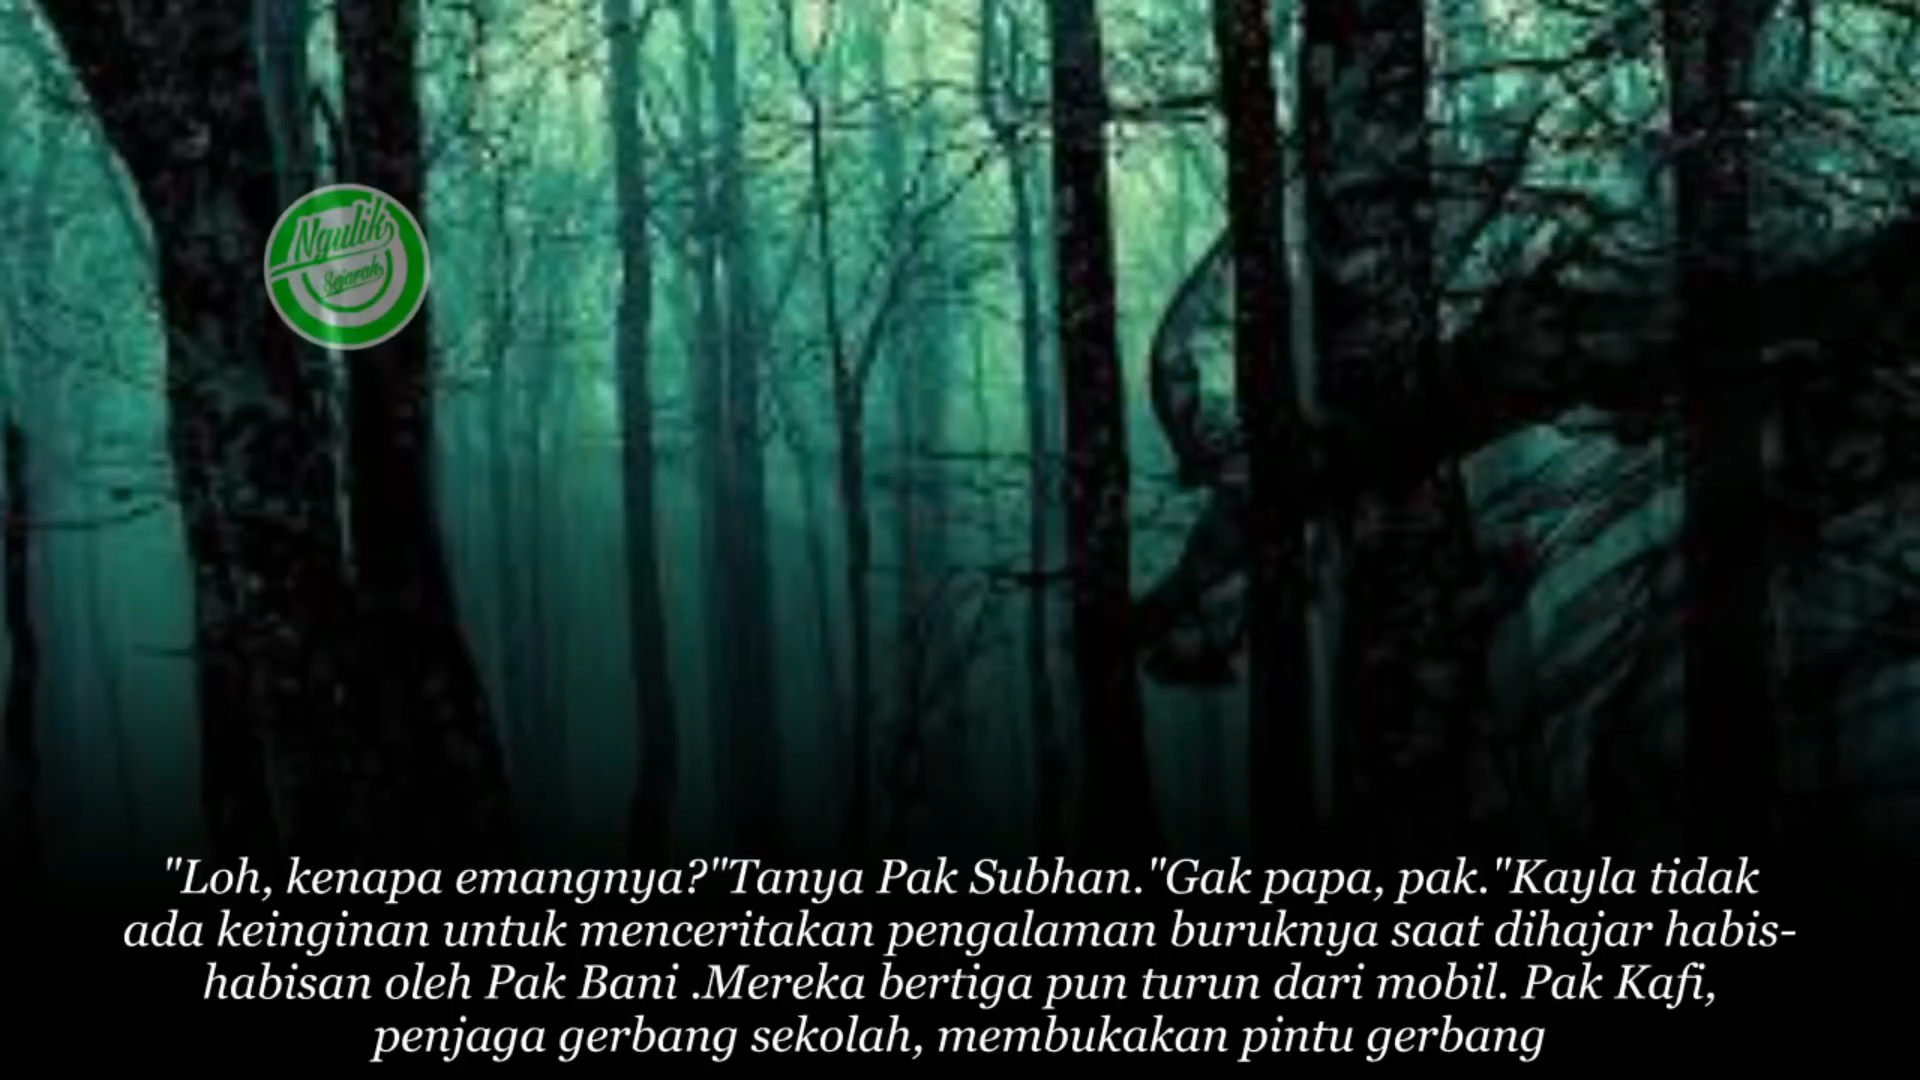 Ngulik
Sejarah
"Loh, kenapa emangnya?"Tanya Pak Subhan."Gak papa, pak."Kayla tidak
ada keinginan untuk menceritakan pengalaman buruknya saat dihajar habis-
habisan oleh Pak Bani .Mereka bertiga pun turun dari mobil. Pak Kafi,
penjaga gerbang sekolah, membukakan pintu gerbang